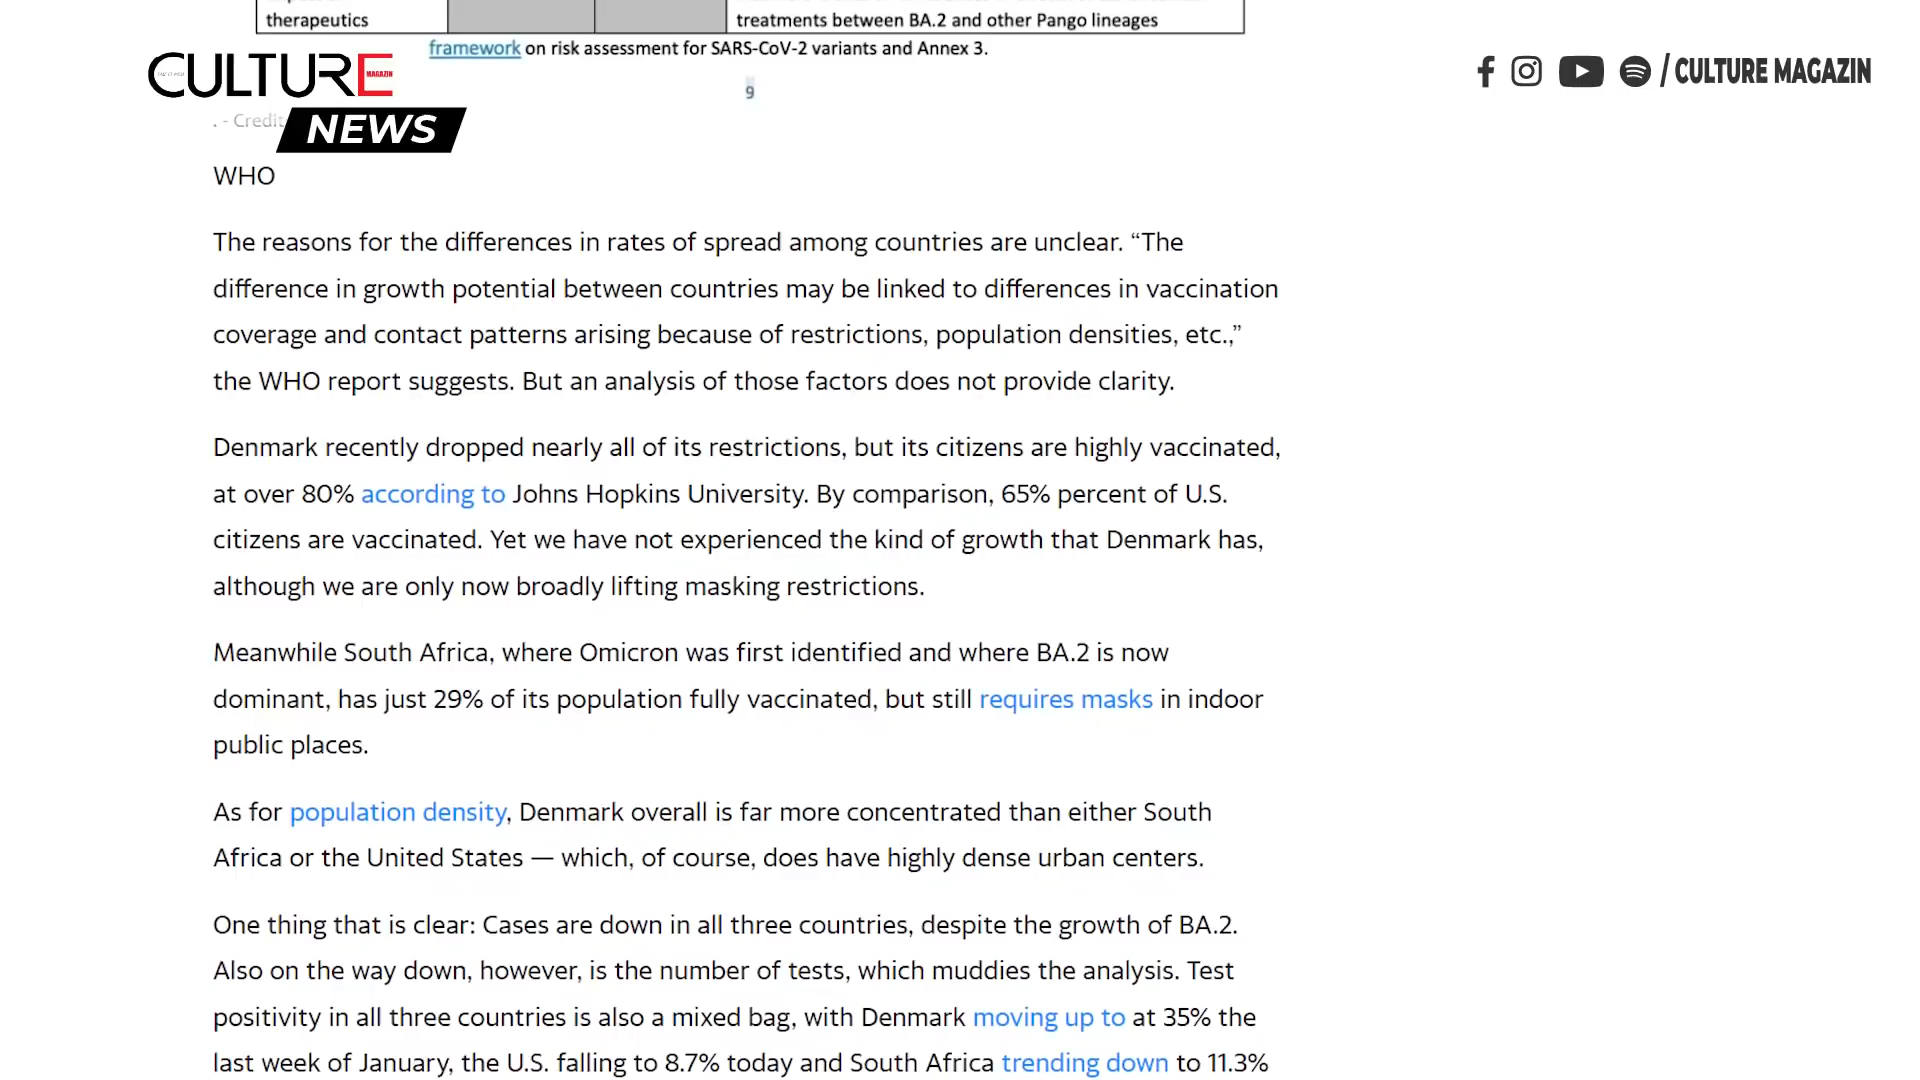 therapeutics
treatments between BA.2 and other Pango lineages
framework on risk assessment for SARS-CoV-2 variants and Annex 3.
CULTURE
MAGAZIN
NEWS
/ CULTURE MAGAZIN
9
. - Credit
WHO
The reasons for the differences in rates of spread among countries are unclear. “The
difference in growth potential between countries may be linked to differences in vaccination
coverage and contact patterns arising because of restrictions, population densities, etc.,”
the WHO report suggests. But an analysis of those factors does not provide clarity.
Denmark recently dropped nearly all of its restrictions, but its citizens are highly vaccinated,
at over 80% according to Johns Hopkins University. By comparison, 65% percent of U.S.
citizens are vaccinated. Yet we have not experienced the kind of growth that Denmark has,
although we are only now broadly lifting masking restrictions.
Meanwhile South Africa, where Omicron was first identified and where BA.2 is now
dominant, has just 29% of its population fully vaccinated, but still requires masks in indoor
public places.
As for population density, Denmark overall is far more concentrated than either South
Africa or the United States — which, of course, does have highly dense urban centers.
One thing that is clear: Cases are down in all three countries, despite the growth of BA.2.
Also on the way down, however, is the number of tests, which muddies the analysis. Test
positivity in all three countries is also a mixed bag, with Denmark moving up to at 35% the
last week of January, the U.S. falling to 8.7% today and South Africa trending down to 11.3%